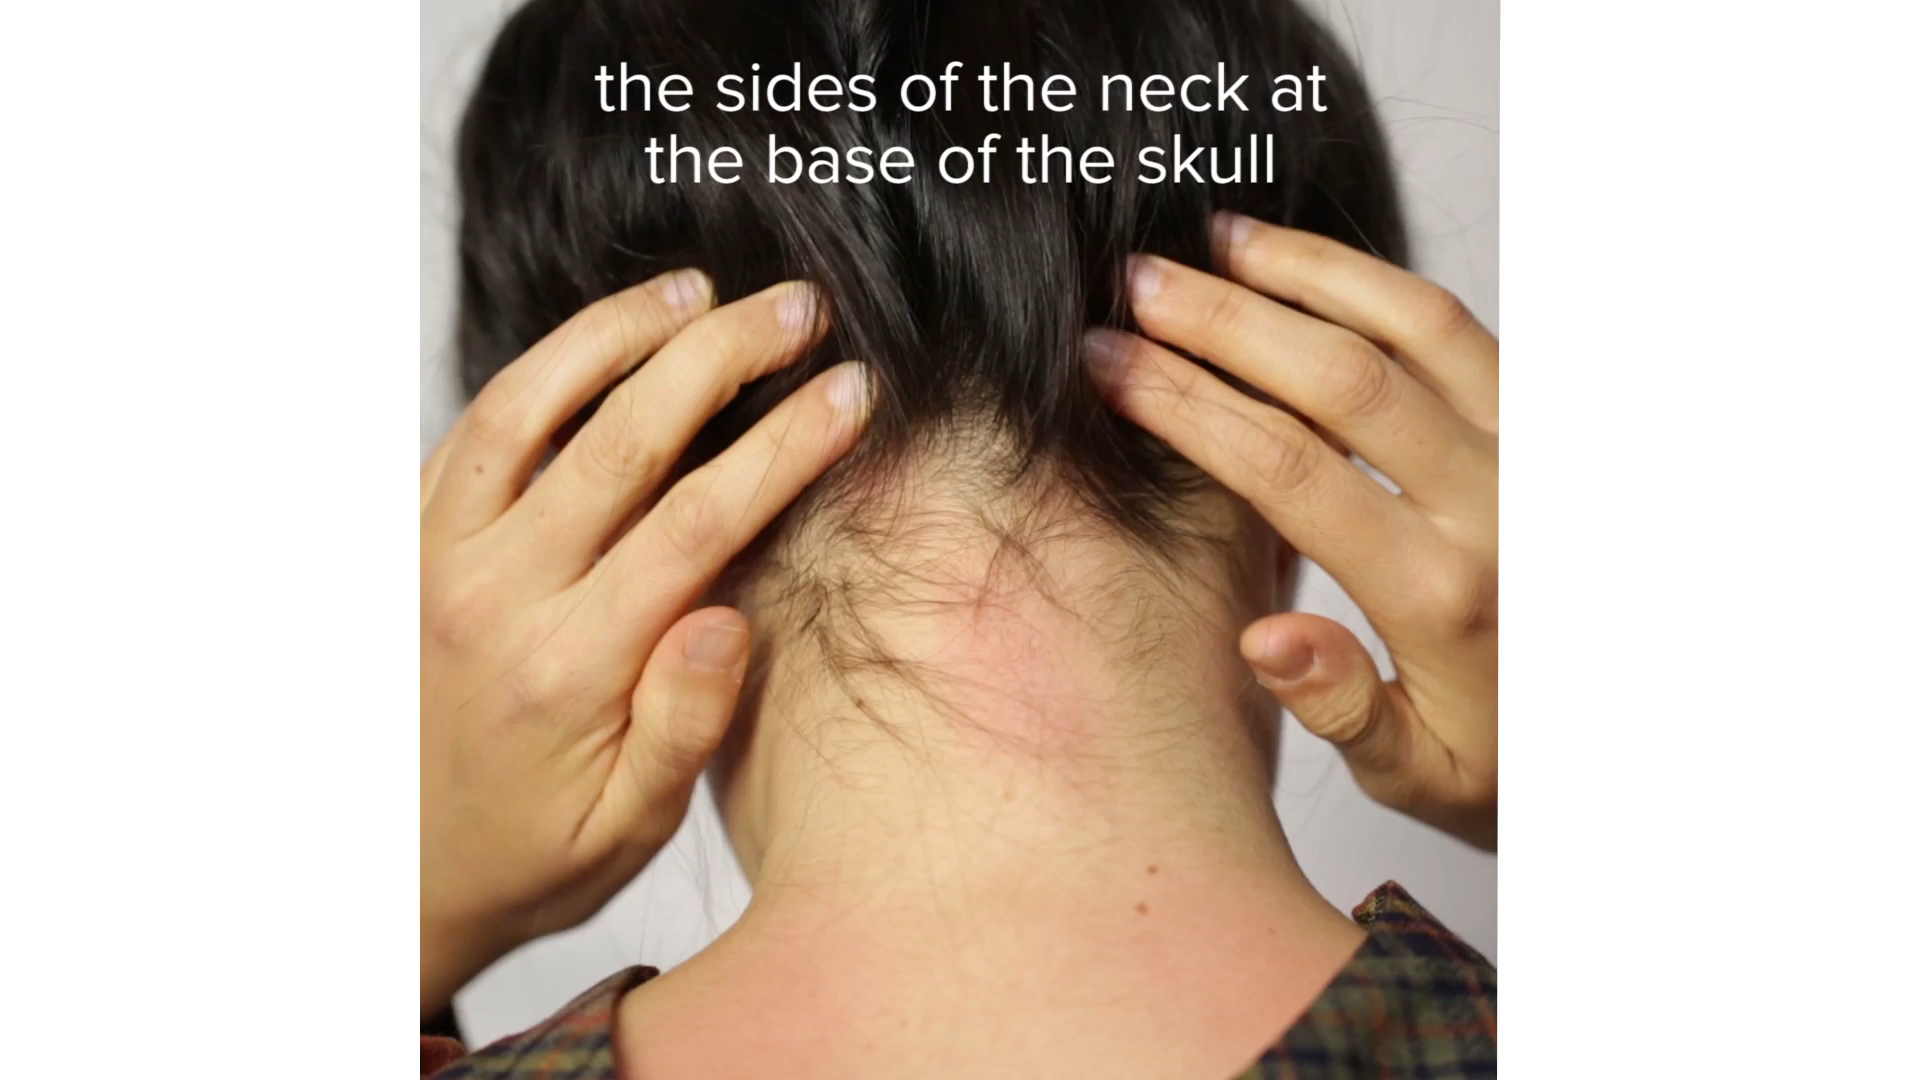 the sides of the neck at
the base of the skull